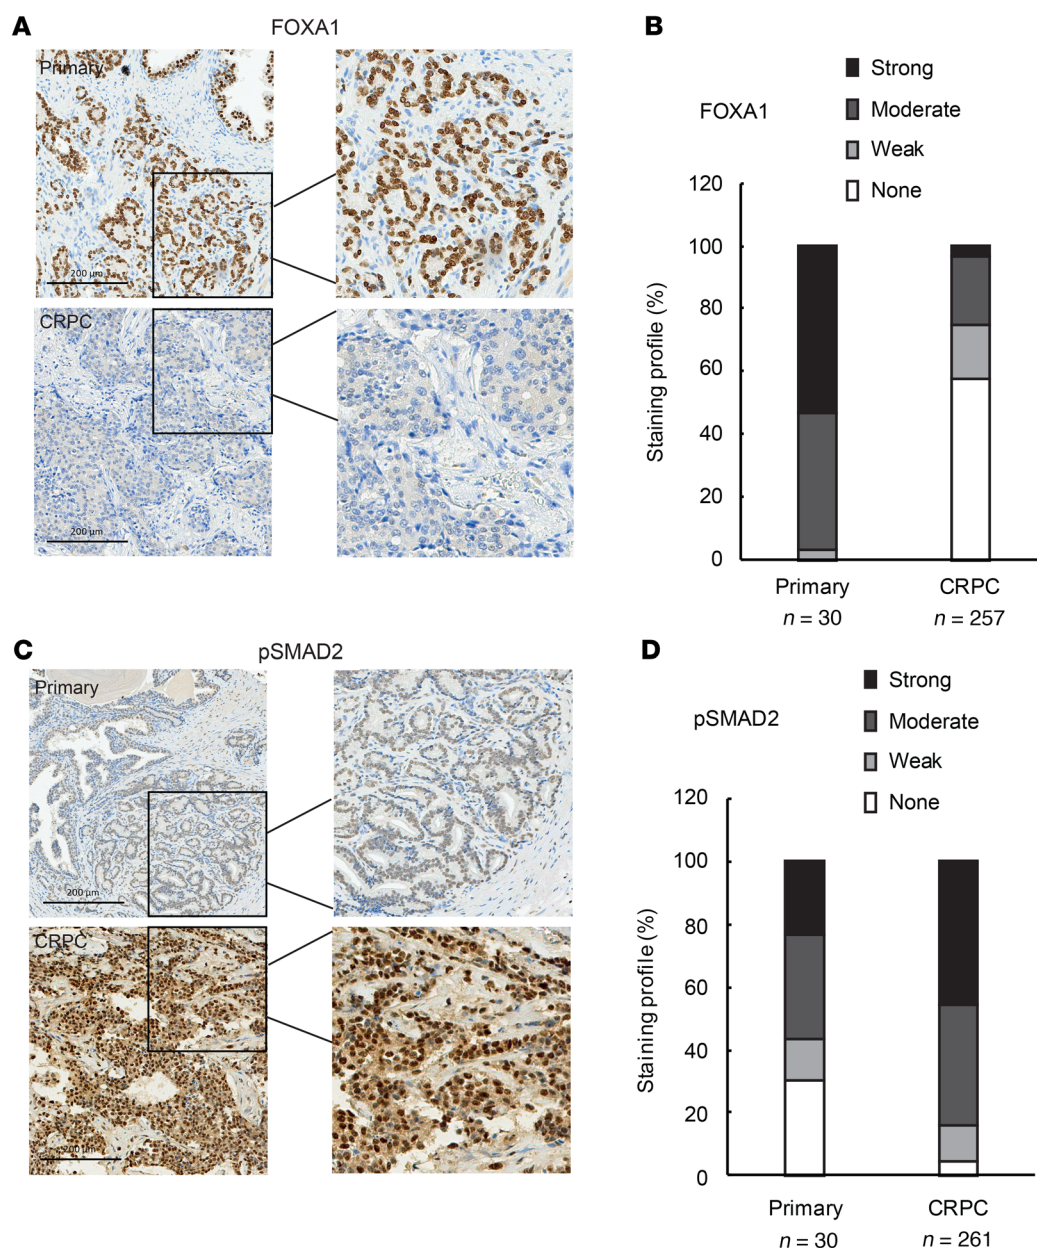 A
FOXA1
Primary
200 µm
CRPC
200 µm
B
FOXA1
Strong
Moderate
Weak
None
Staining profile (%)
120
100
80
60
40
20
0
Primary
CRPC
n = 30
n = 257
C
pSMAD2
Primary
200 µm
CRPC
200 µm
D
pSMAD2
Strong
Moderate
Weak
None
Staining profile (%)
120
100
80
60
40
20
0
Primary
CRPC
n = 30
n = 261